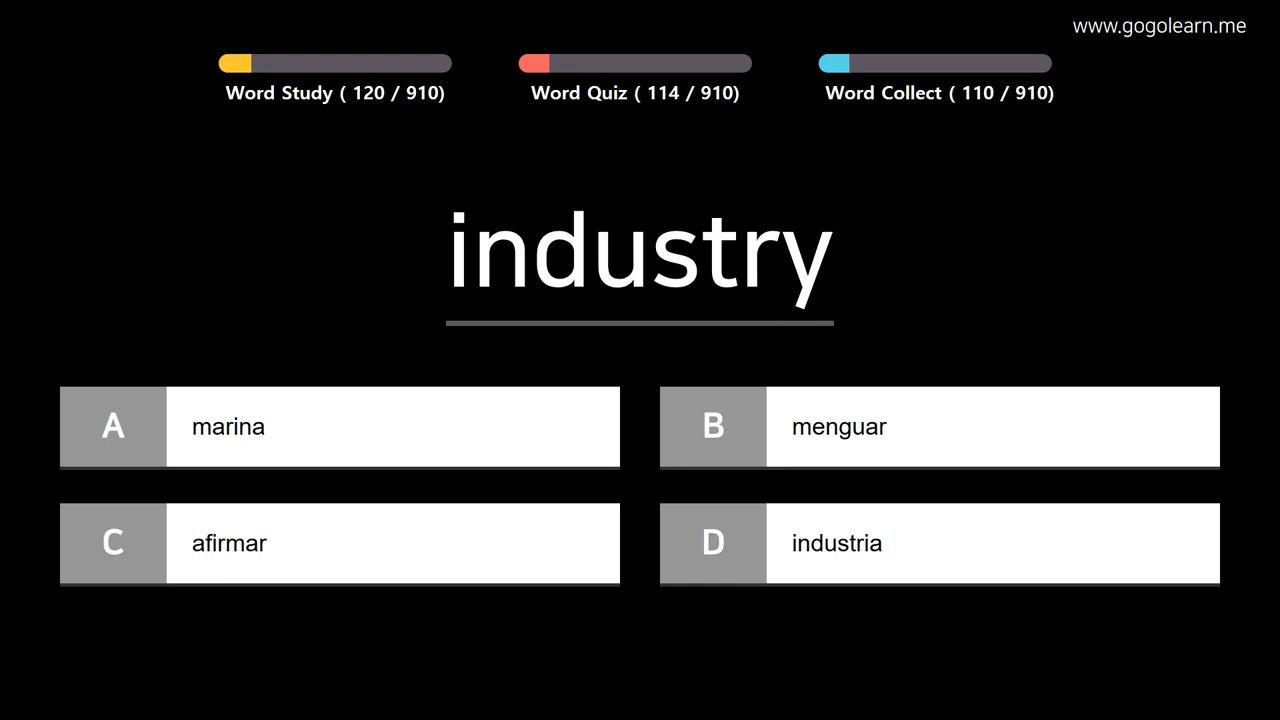 www.gogolearn.me
Word Study ( 120 / 910)
Word Quiz ( 114 / 910)
Word Collect ( 110 / 910)
industry
A marina
B menguar
C afirmar
D industria